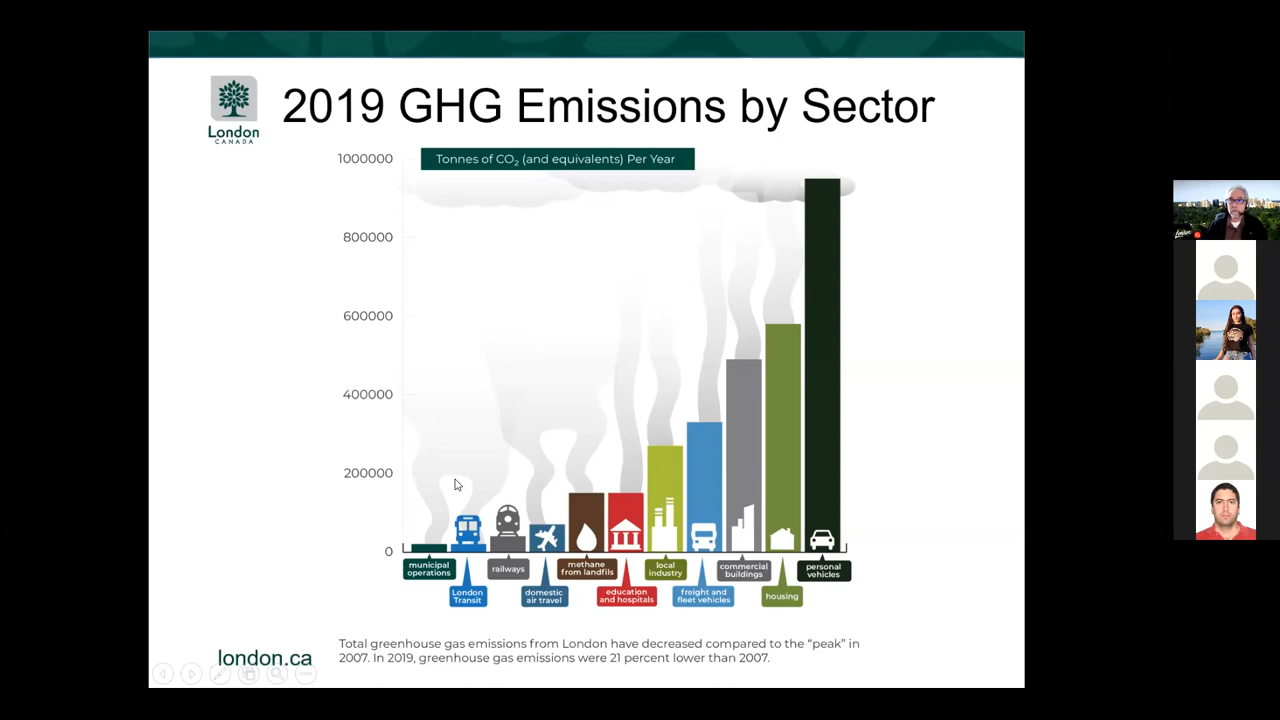 London
CANADA
2019 GHG Emissions by Sector
Tonnes of CO₂ (and equivalents) Per Year
1000000
800000
600000
400000
200000
0
municipal
operations
London
Transit
railways
domestic
air travel
methane
from landfils
education
and hospitals
local
industry
freight and
fleet vehicles
commercial
buildings
housing
personal
vehicles
Total greenhouse gas emissions from London have decreased compared to the “peak” in
2007. In 2019, greenhouse gas emissions were 21 percent lower than 2007.
london.ca
London